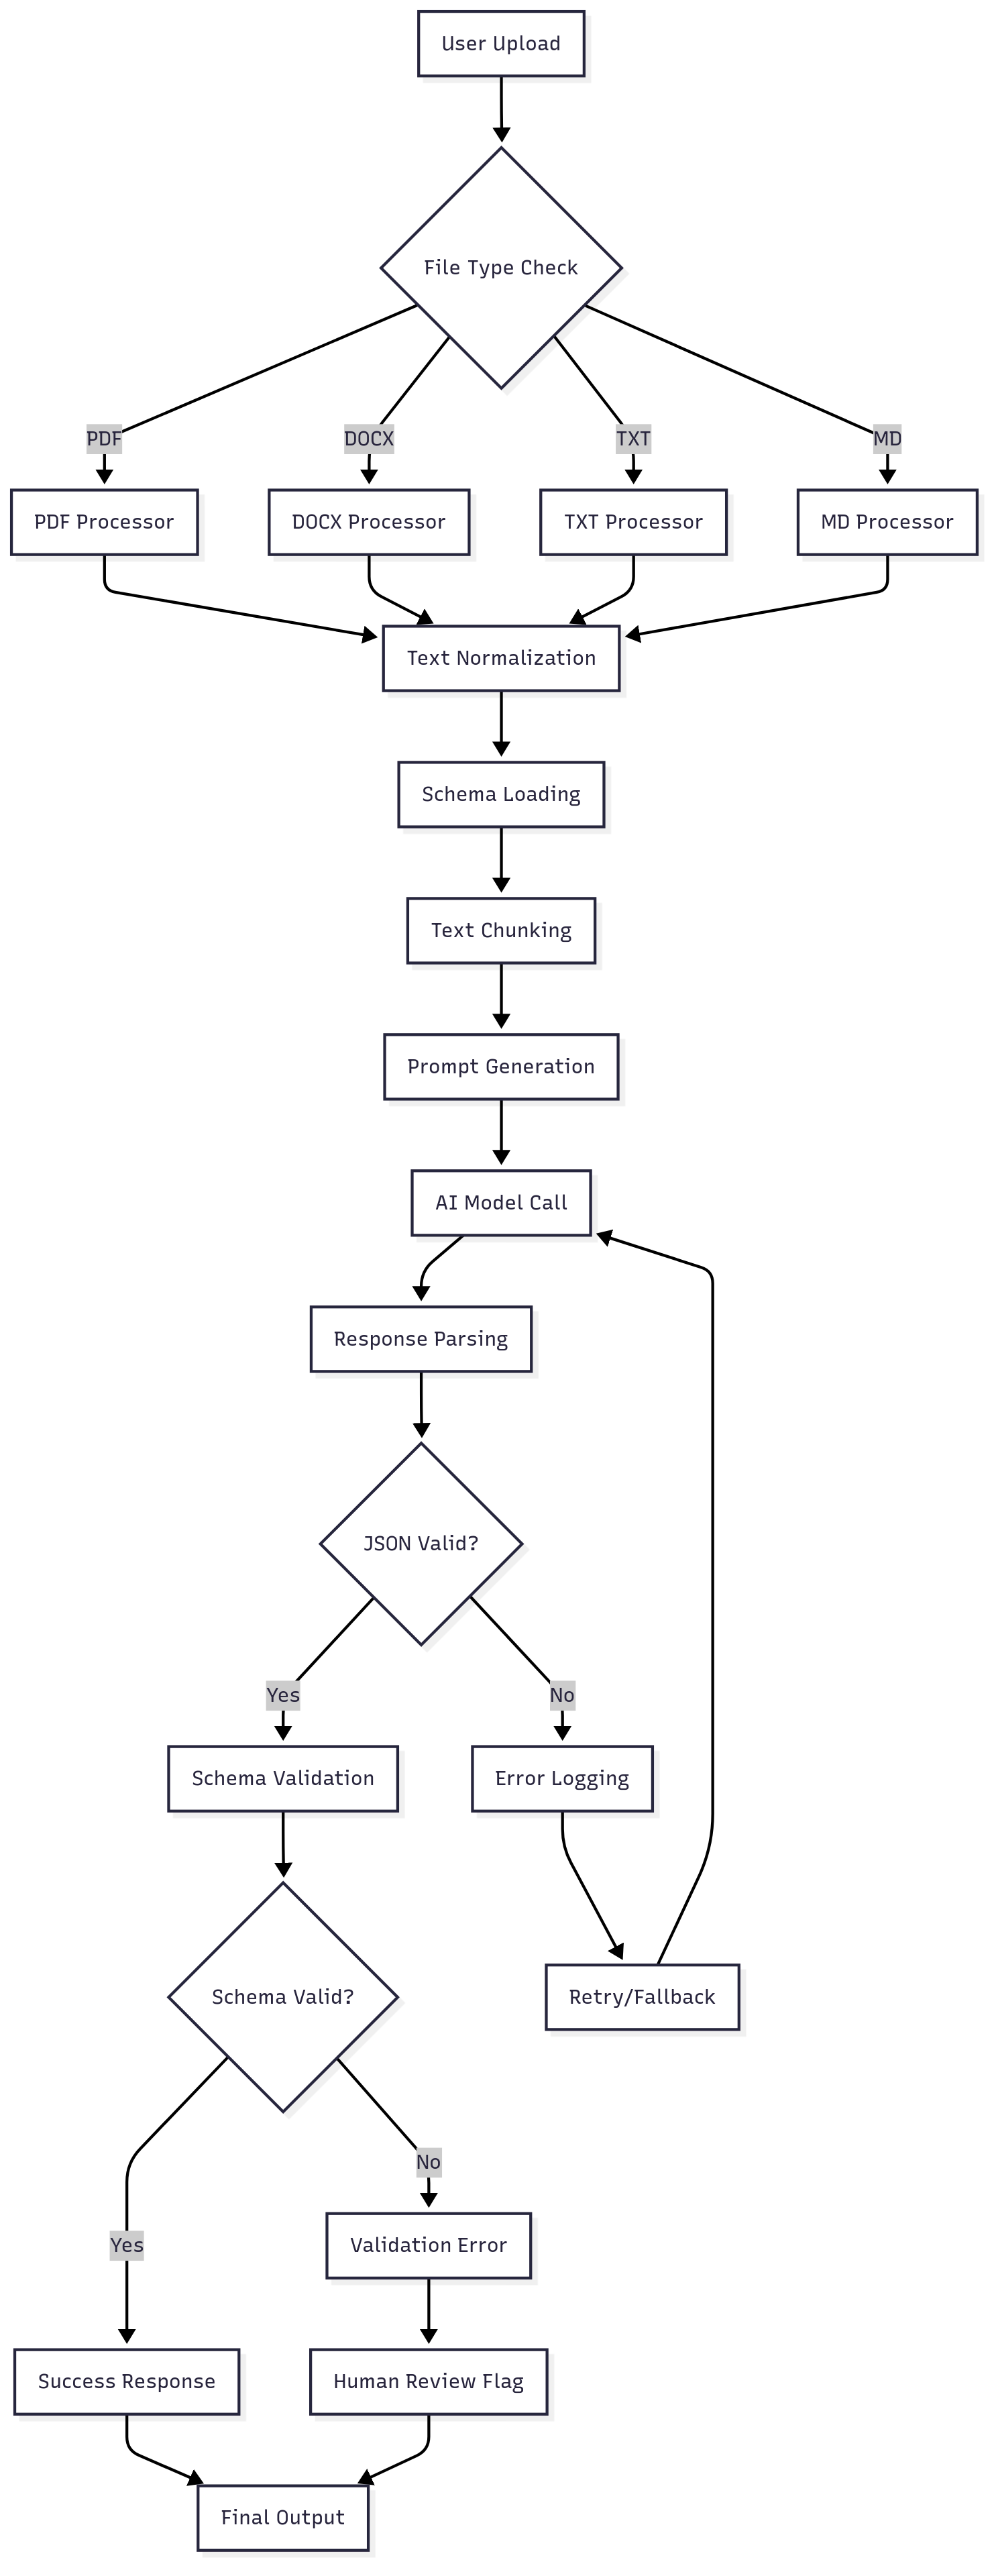 User Upload
File Type Check
PDF
DOCX
TXT
MD
PDF Processor
DOCX Processor
TXT Processor
MD Processor
Text Normalization
Schema Loading
Text Chunking
Prompt Generation
AI Model Call
Response Parsing
JSON Valid?
Yes
No
Schema Validation
Error Logging
Schema Valid?
Retry/Fallback
No
Yes
Validation Error
Success Response
Human Review Flag
Final Output